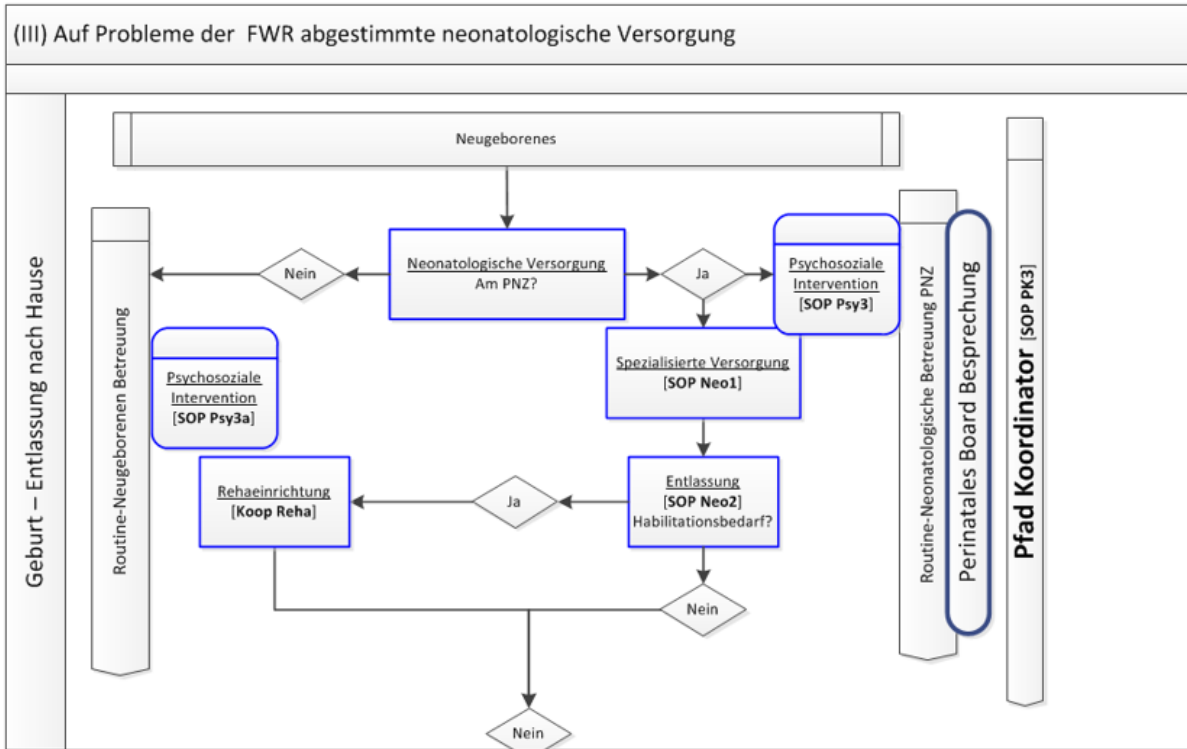 (III) Auf Probleme der FWR abgestimmte neonatologische Versorgung
Geburt – Entlassung nach Hause
Neugeborenes
Routine-Neugeborenen Betreuung
Nein
Neonatologische Versorgung
Am PNZ?
Ja
Psychosoziale
Intervention
[SOP Psy3]
Routine-Neonatologische Betreuung PNZ
Perinatales Board Besprechung
Pfad Koordinator [SOP PK3]
Psychosoziale
Intervention
[SOP Psy3a]
Spezialisierte Versorgung
[SOP Neo1]
Rehaeinrichtung
[Koop Reha]
Ja
Entlassung
[SOP Neo2]
Habilitationsbedarf?
Nein
Nein